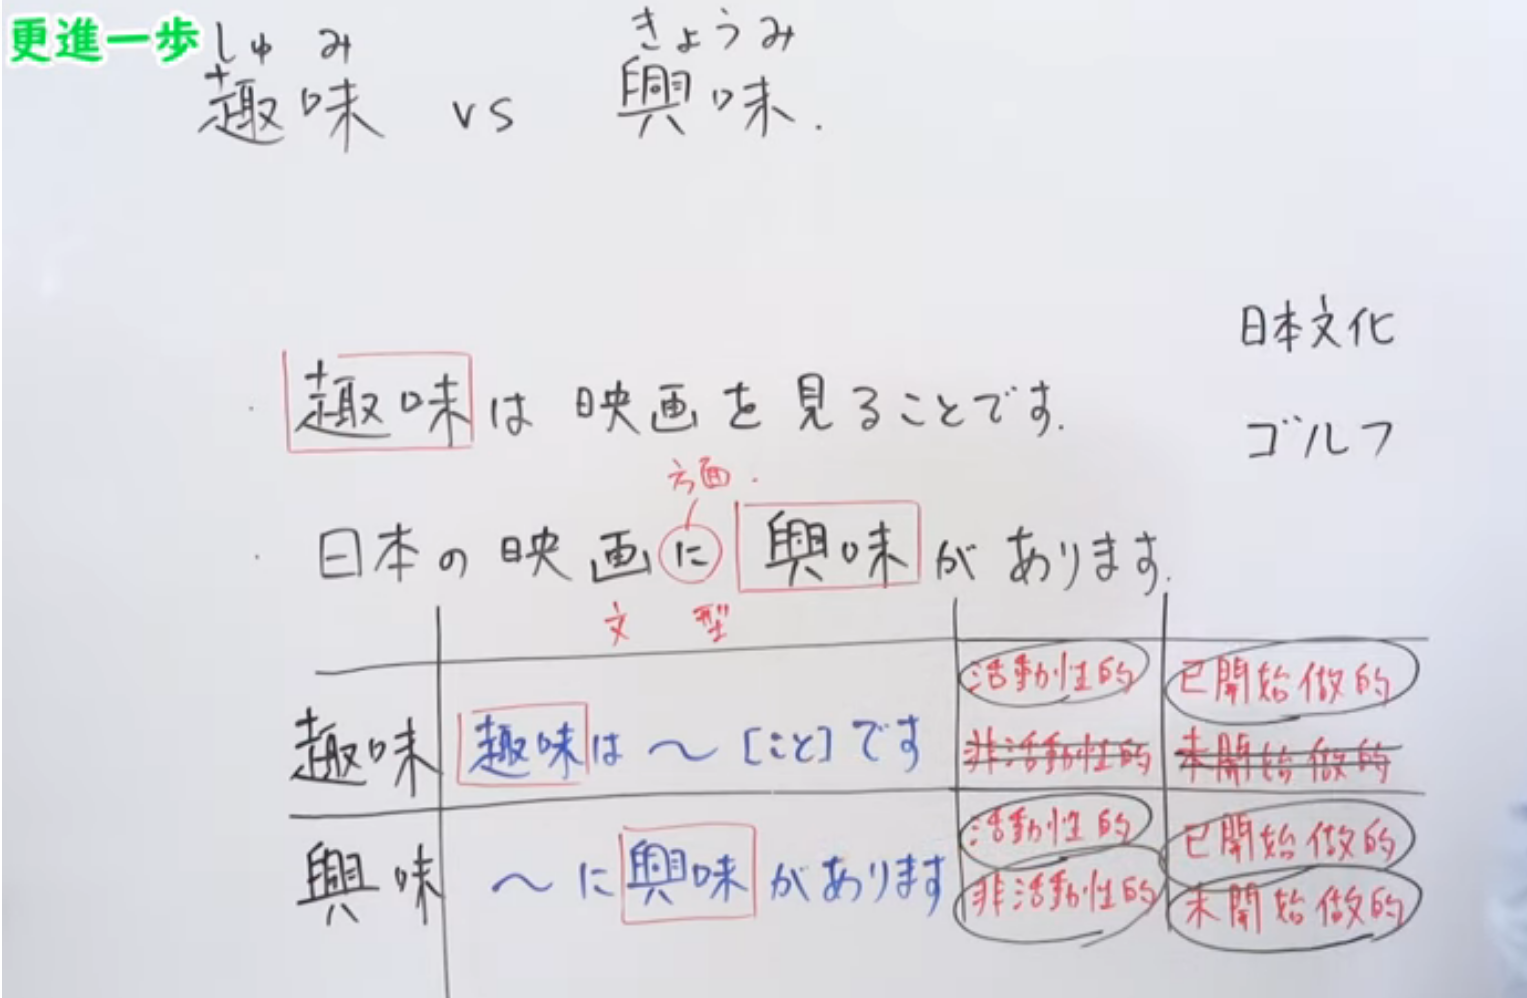 更進一歩
しゅみ きょうみ
趣味 vs 興味.
日本文化
・趣味は映画を見ることです.
ゴルフ
方面.
・日本の映画に興味があります.
文型
活動性的 已開始做的
趣味 趣味は〜[こと]です 非活動性的 未開始做的
活動性的 已開始做的
興味 〜に興味があります 非活動性的 未開始做的